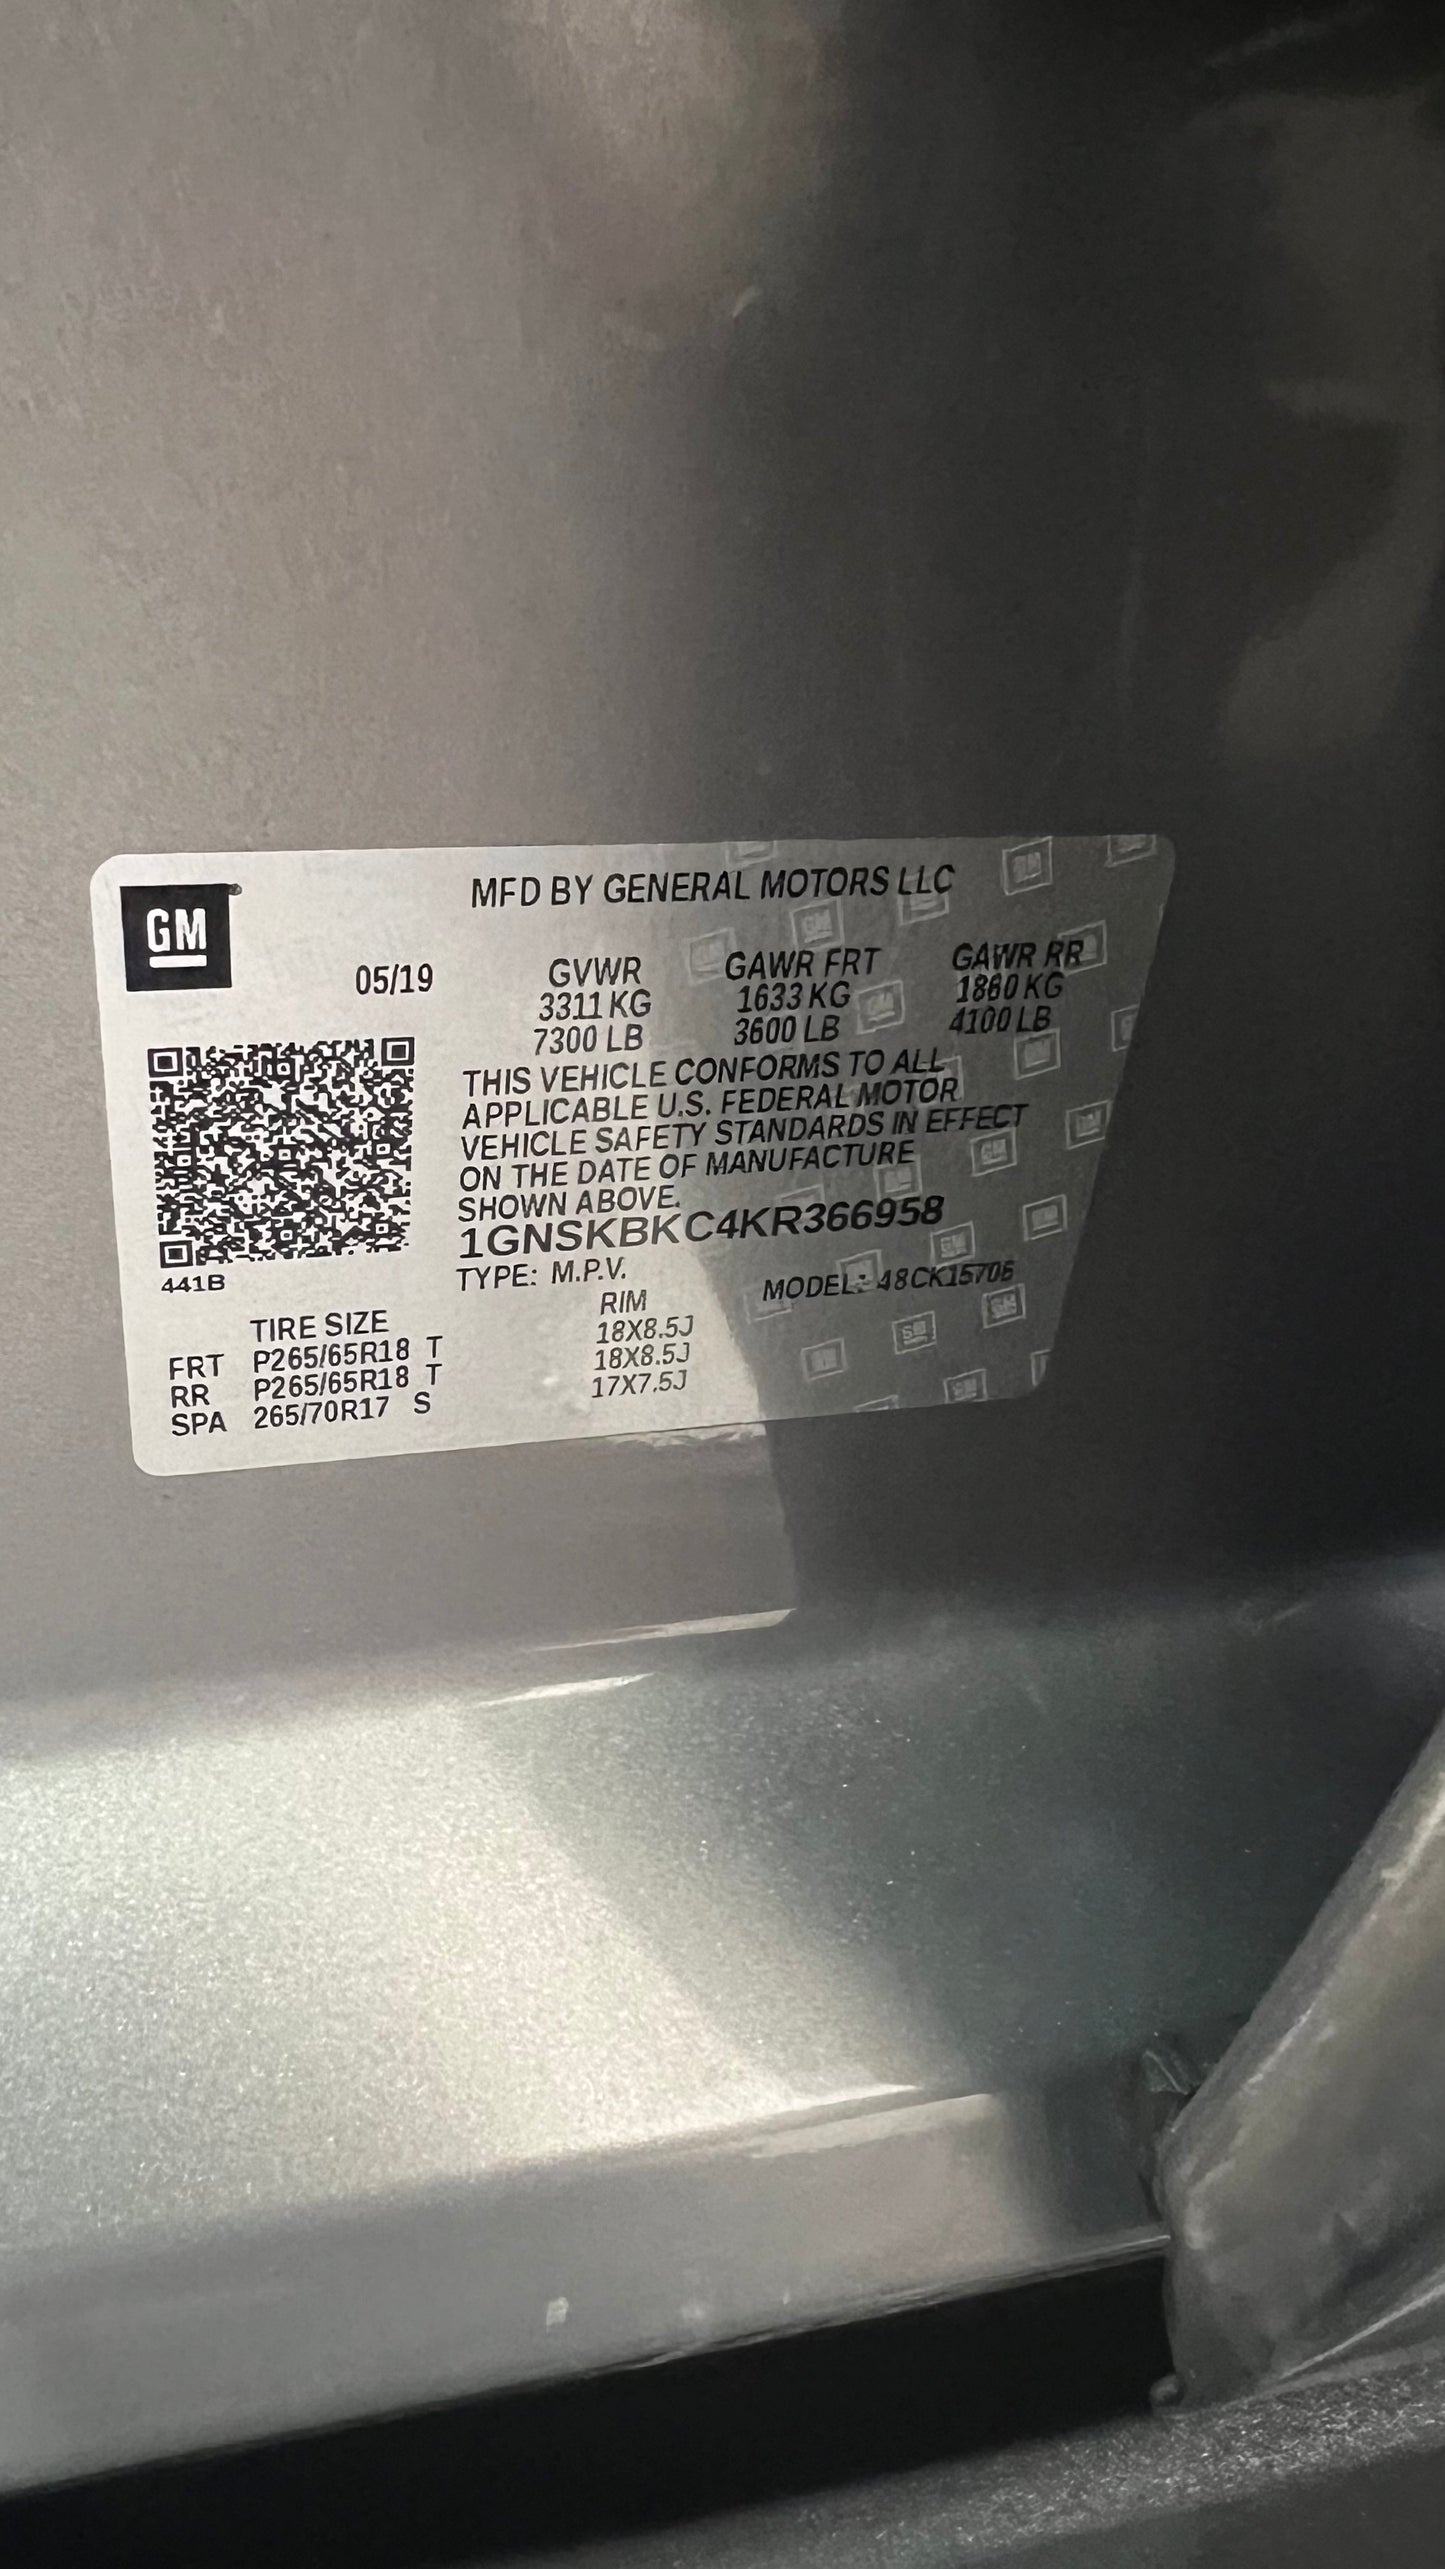 GM
MFD BY GENERAL MOTORS LLC
05/19
GVWR GAWR FRT GAWR RR
3311 KG 1633 KG 1860 KG
7300 LB 3600 LB 4100 LB
THIS VEHICLE CONFORMS TO ALL
APPLICABLE U.S. FEDERAL MOTOR
VEHICLE SAFETY STANDARDS IN EFFECT
ON THE DATE OF MANUFACTURE
SHOWN ABOVE.
1GNSKBKC4KR366958
441B
TYPE: M.P.V. MODEL: 48CK15706
TIRE SIZE RIM
FRT P265/65R18 T 18X8.5J
RR P265/65R18 T 18X8.5J
SPA 265/70R17 S 17X7.5J